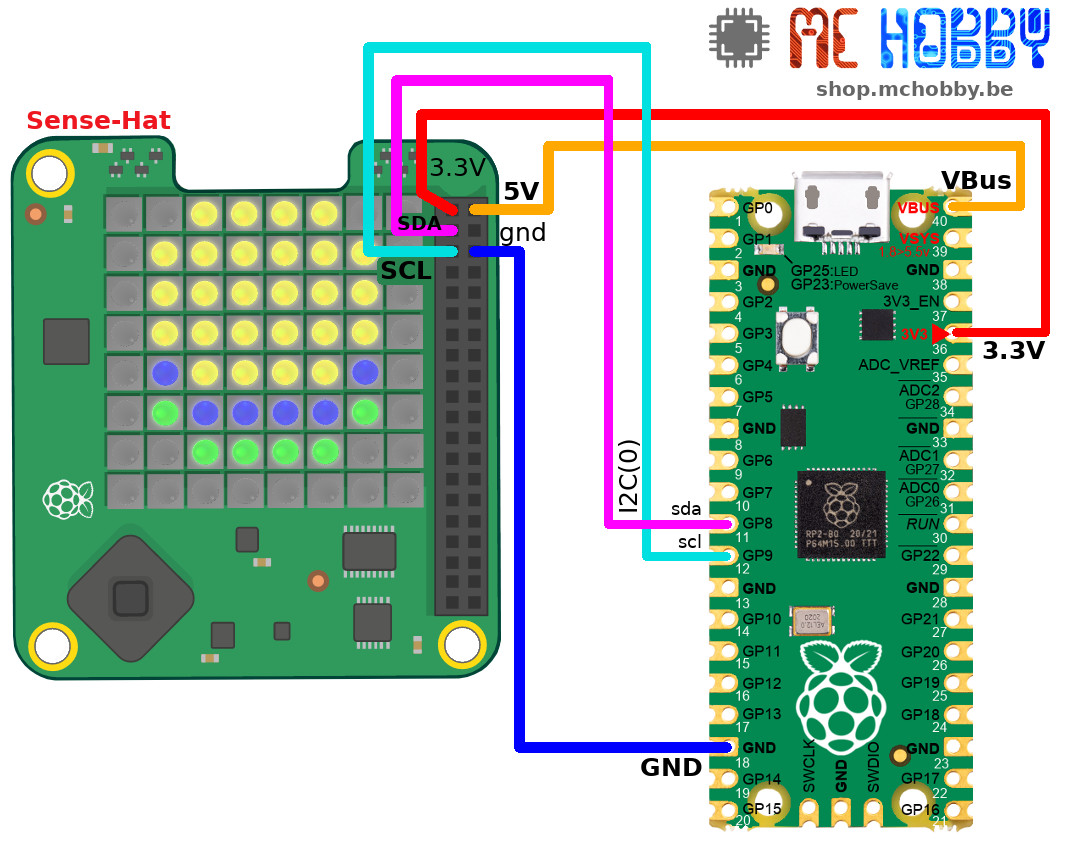 MC HOBBY
shop.mchobby.be
Sense-Hat
3.3V
5V
SDA
gnd
SCL
VBus
3.3V
I2C(0)
sda
scl
GND
GP0
1
GP1
2
GND
3
GP2
4
GP3
5
GP4
6
GP5
7
GND
8
GP6
9
GP7
10
GP8
11
GP9
12
GND
13
GP10
14
GP11
15
GP12
16
GP13
17
GND
18
GP14
19
GP15
20
VBUS
40
VSYS
1.8>5.5v
39
GND
38
3V3_EN
37
3V3
36
ADC_VREF
35
ADC2
GP28
34
GND
33
ADC1
GP27
32
ADC0
GP26
31
RUN
30
GP22
29
GND
28
GP21
27
GP20
26
GP19
25
GP18
24
GND
23
GP17
22
GP16
21
GP25:LED
GP23:PowerSave
RP2-B0 20/21
P64M15.00 TTT
SWCLK
GND
SWDIO